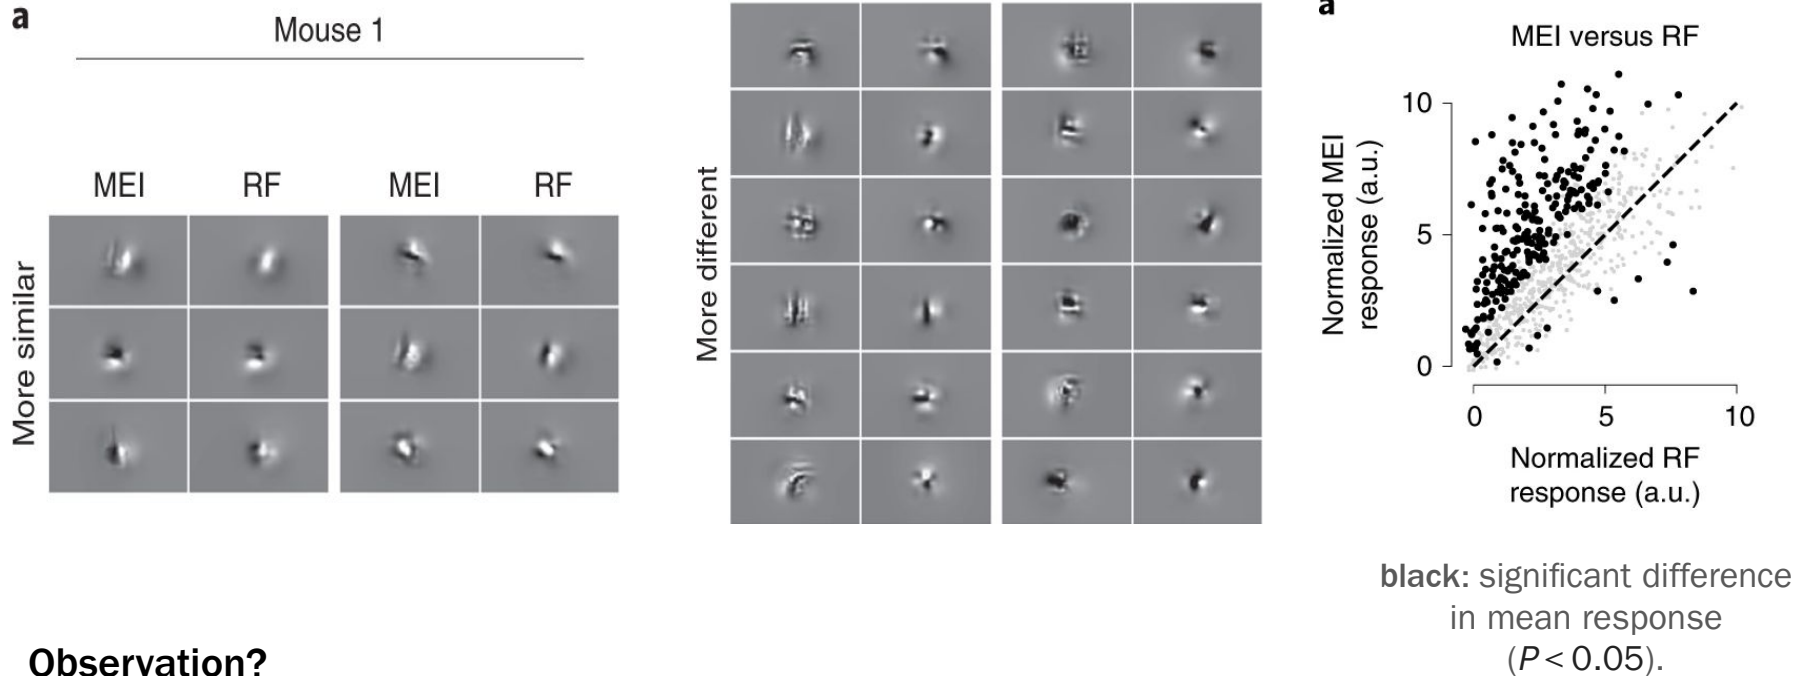 a
Mouse 1
MEI
RF
MEI
RF
More similar
More different
a
MEI versus RF
Normalized MEI
response (a.u.)
10
5
0
0
5
10
Normalized RF
response (a.u.)
black: significant difference
in mean response
(P < 0.05).
Observation?